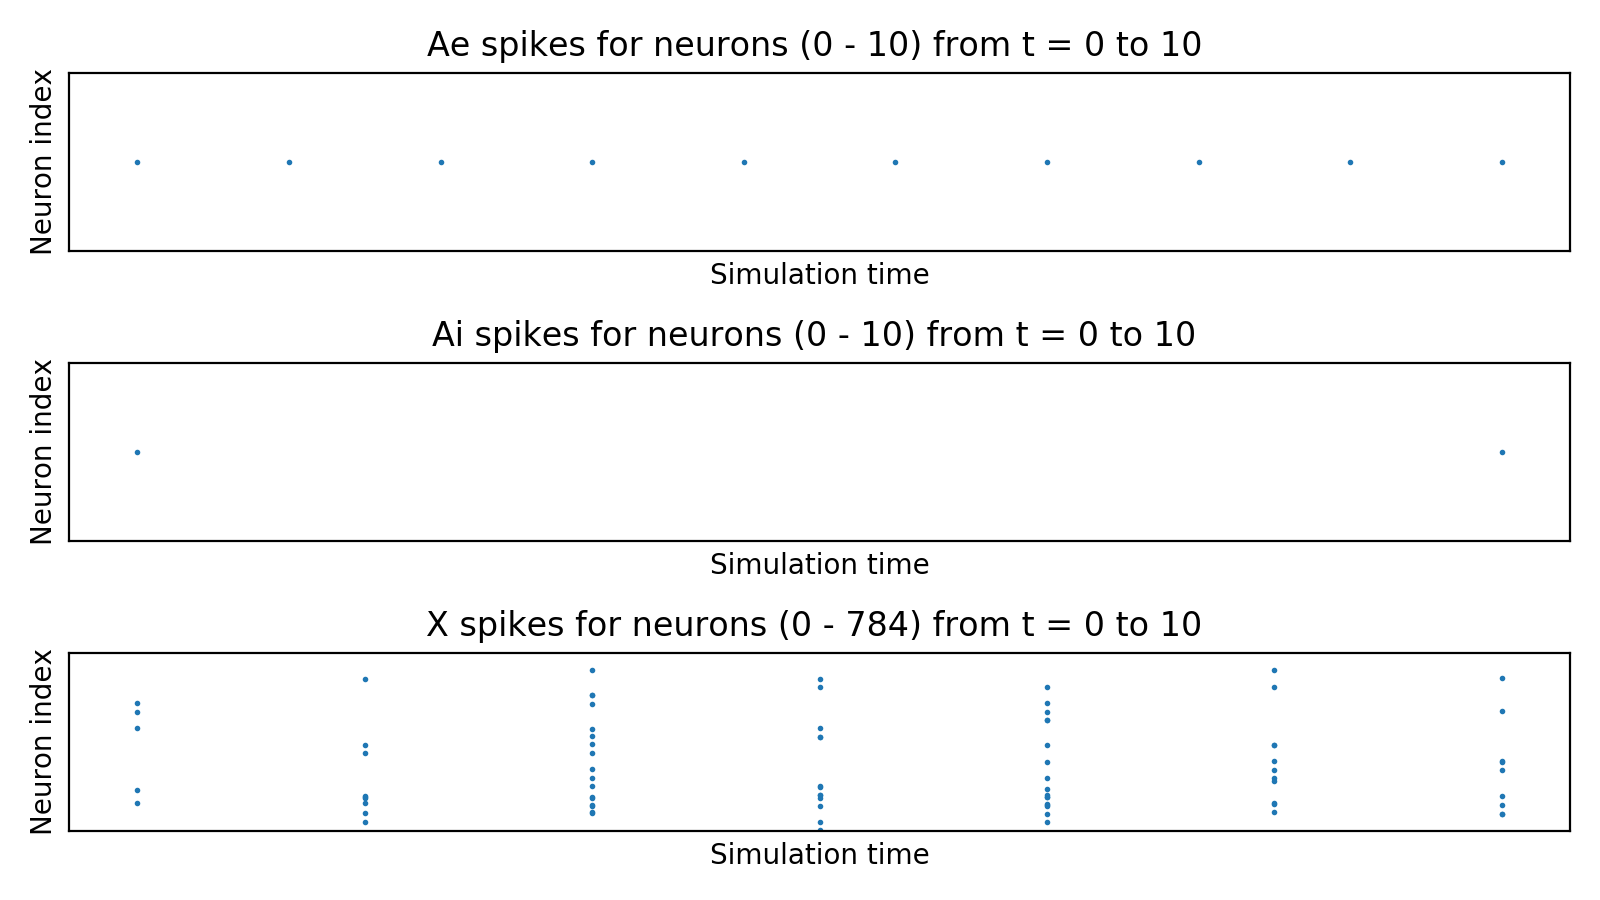 Ae spikes for neurons (0 - 10) from t = 0 to 10
Neuron index
Simulation time
Ai spikes for neurons (0 - 10) from t = 0 to 10
Neuron index
Simulation time
X spikes for neurons (0 - 784) from t = 0 to 10
Neuron index
Simulation time